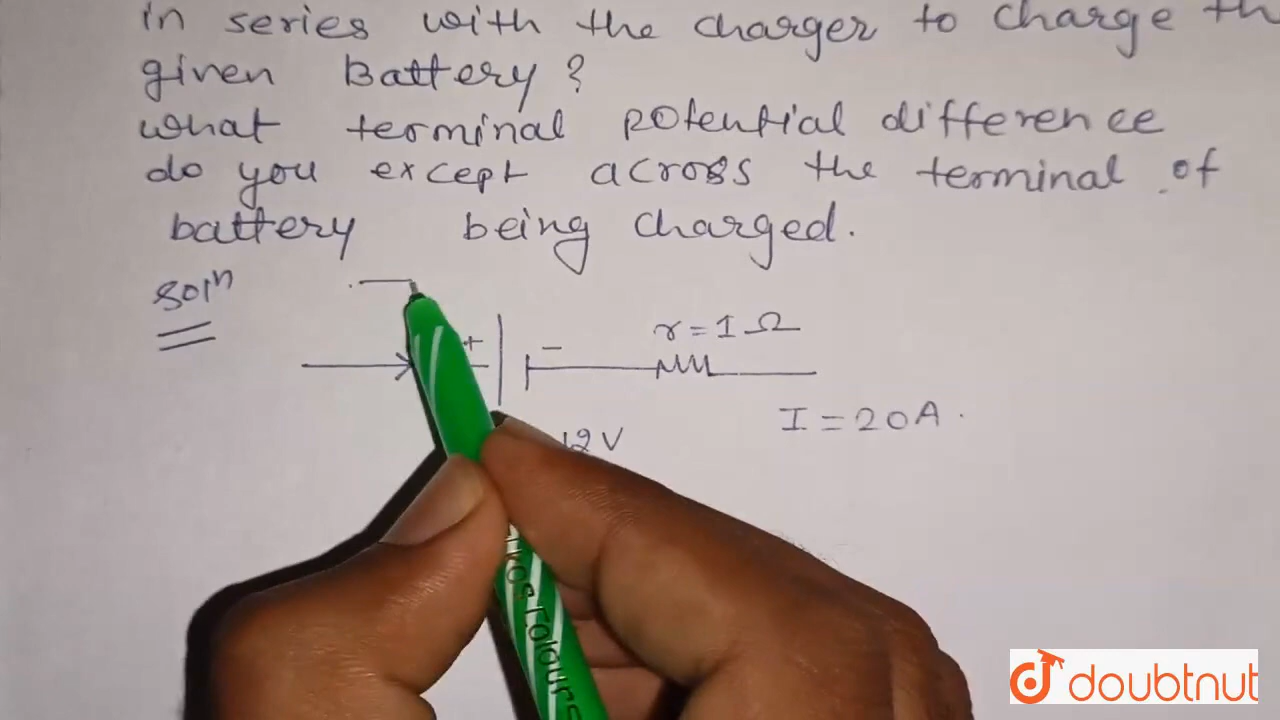 in series with the charger to charge th
given Battery?
what terminal potential difference
do you except across the terminal of
battery being charged.
Solⁿ
+ − r = 1 Ω
I = 20A.
12V
doubtnut